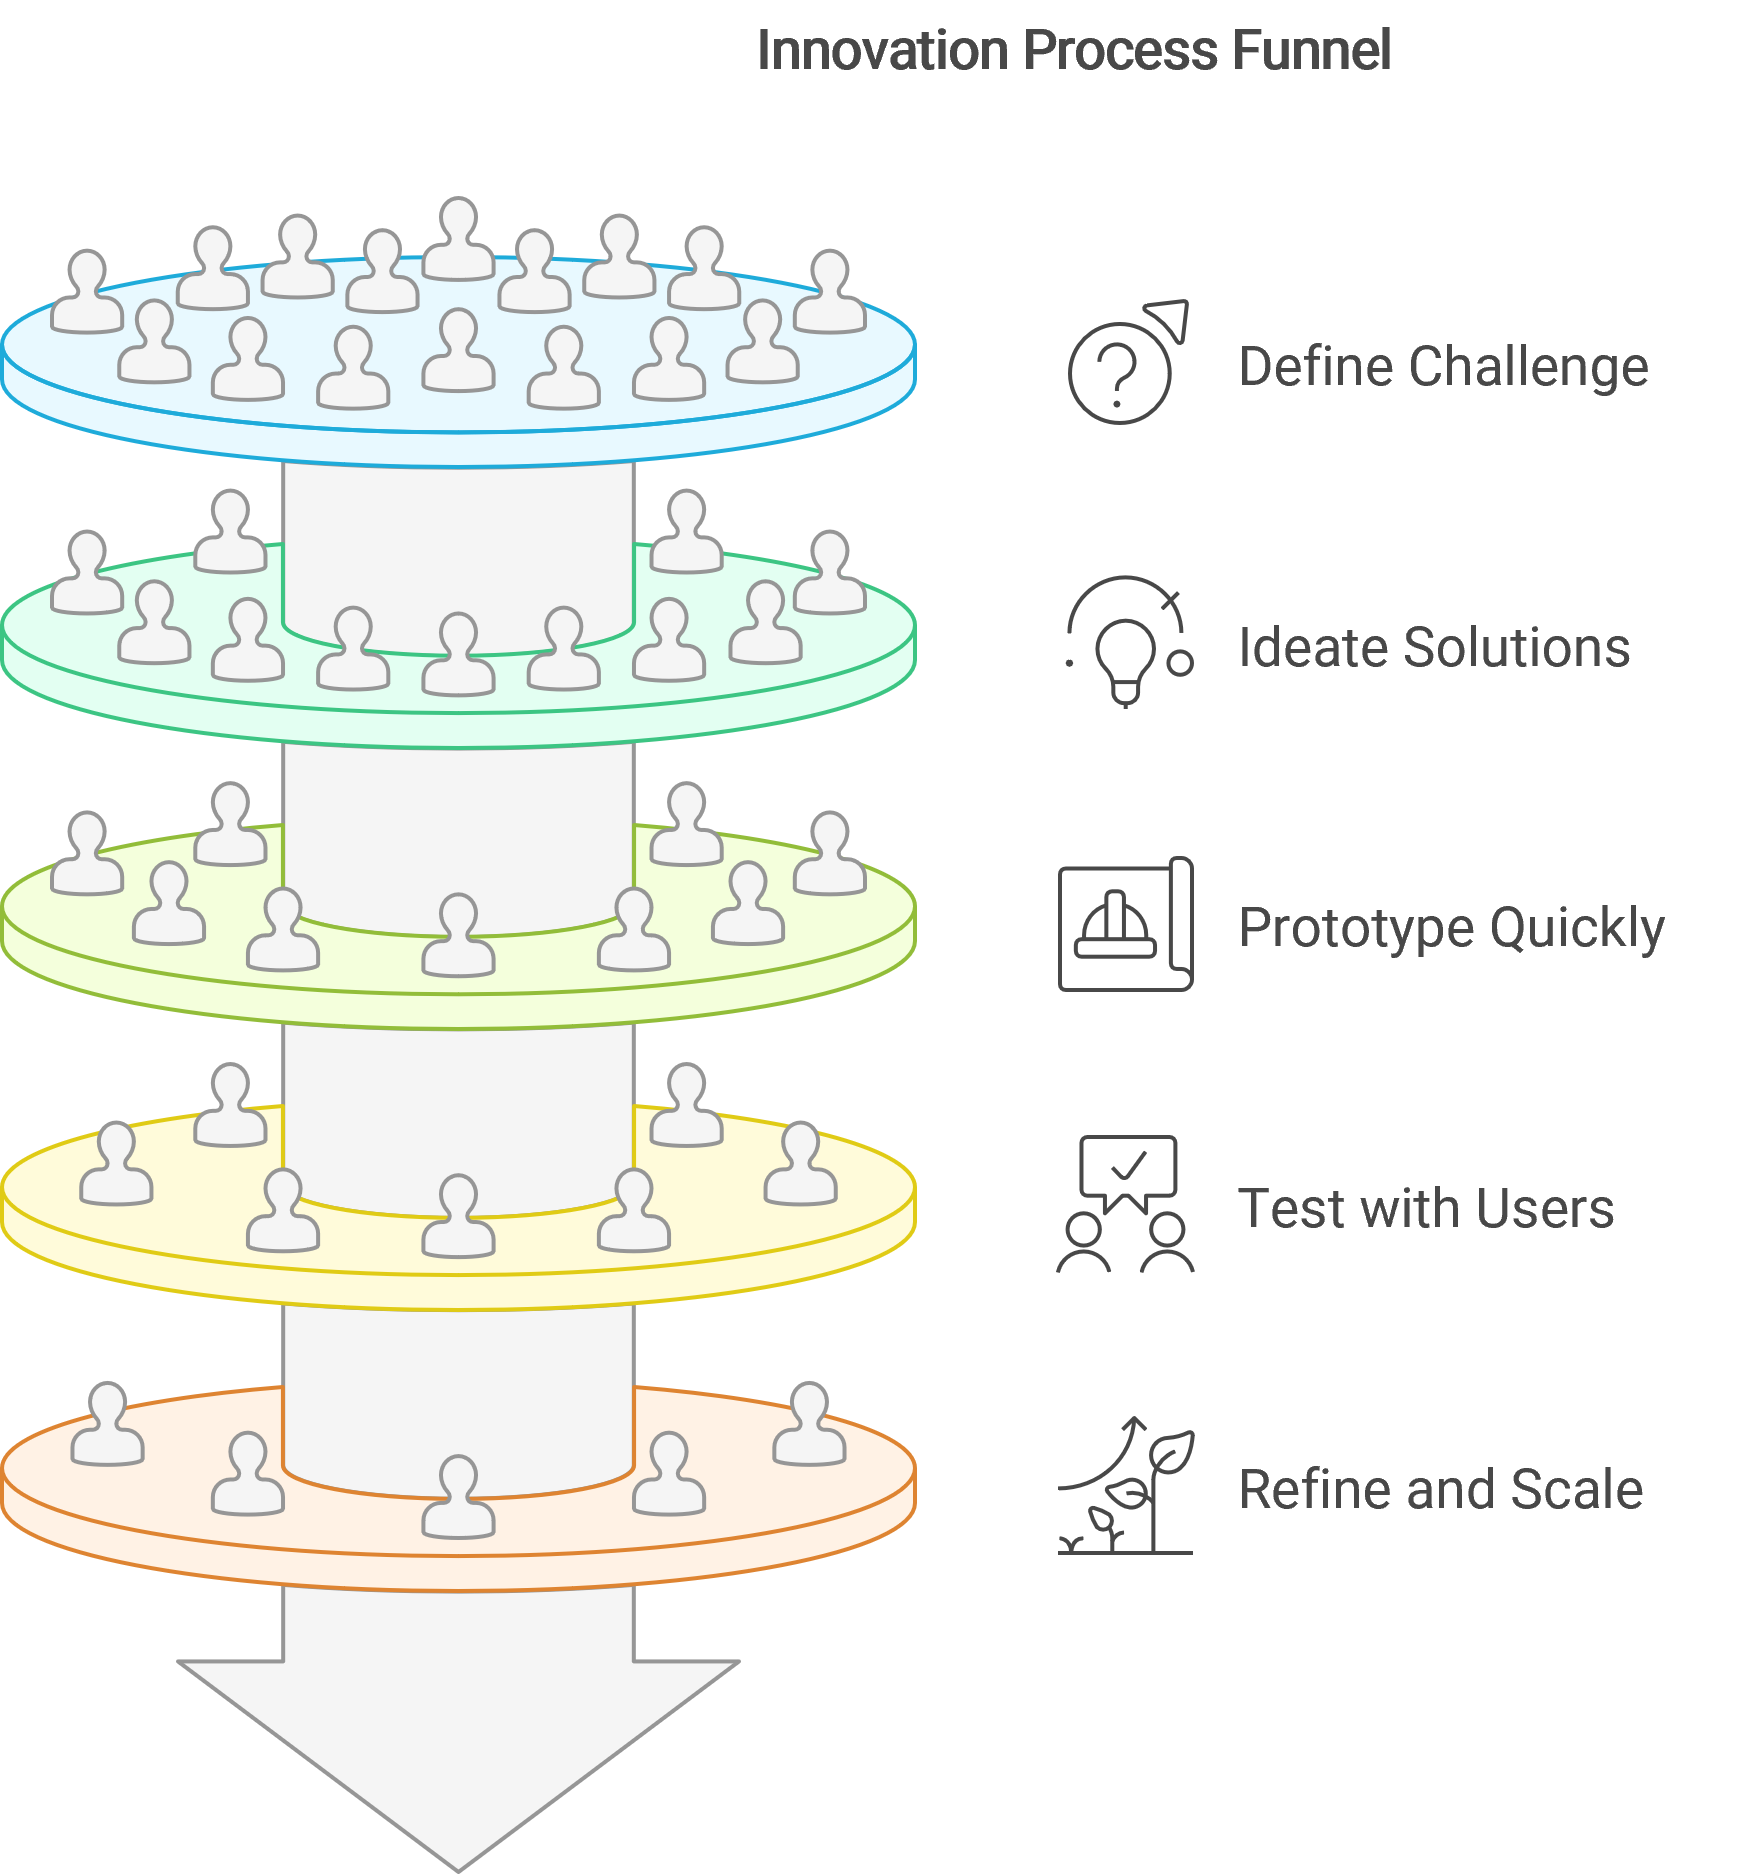 Innovation Process Funnel
Define Challenge
Ideate Solutions
Prototype Quickly
Test with Users
Refine and Scale